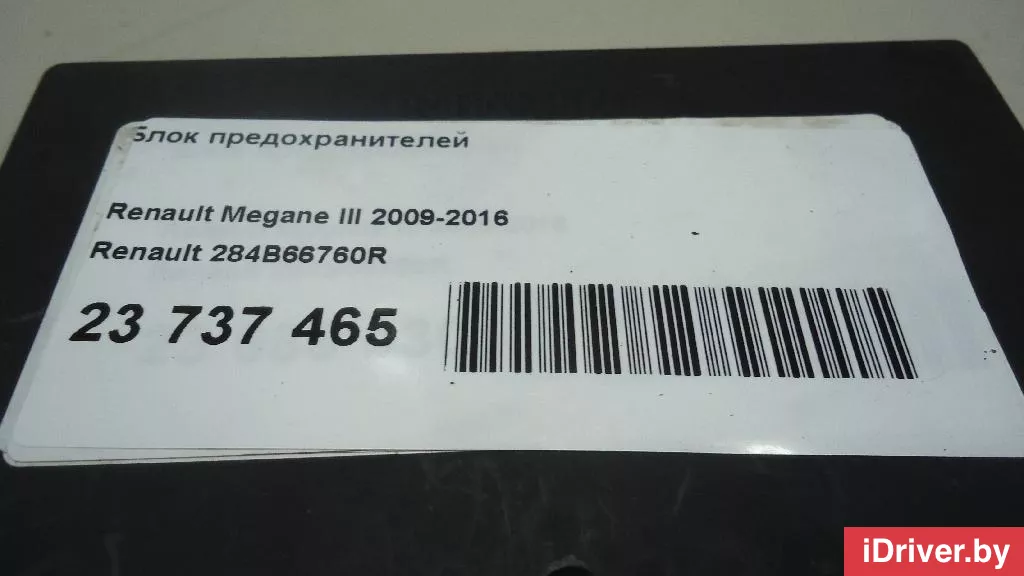 Блок предохранителей
Renault Megane III 2009-2016
Renault 284B66760R
23 737 465
iDriver.by